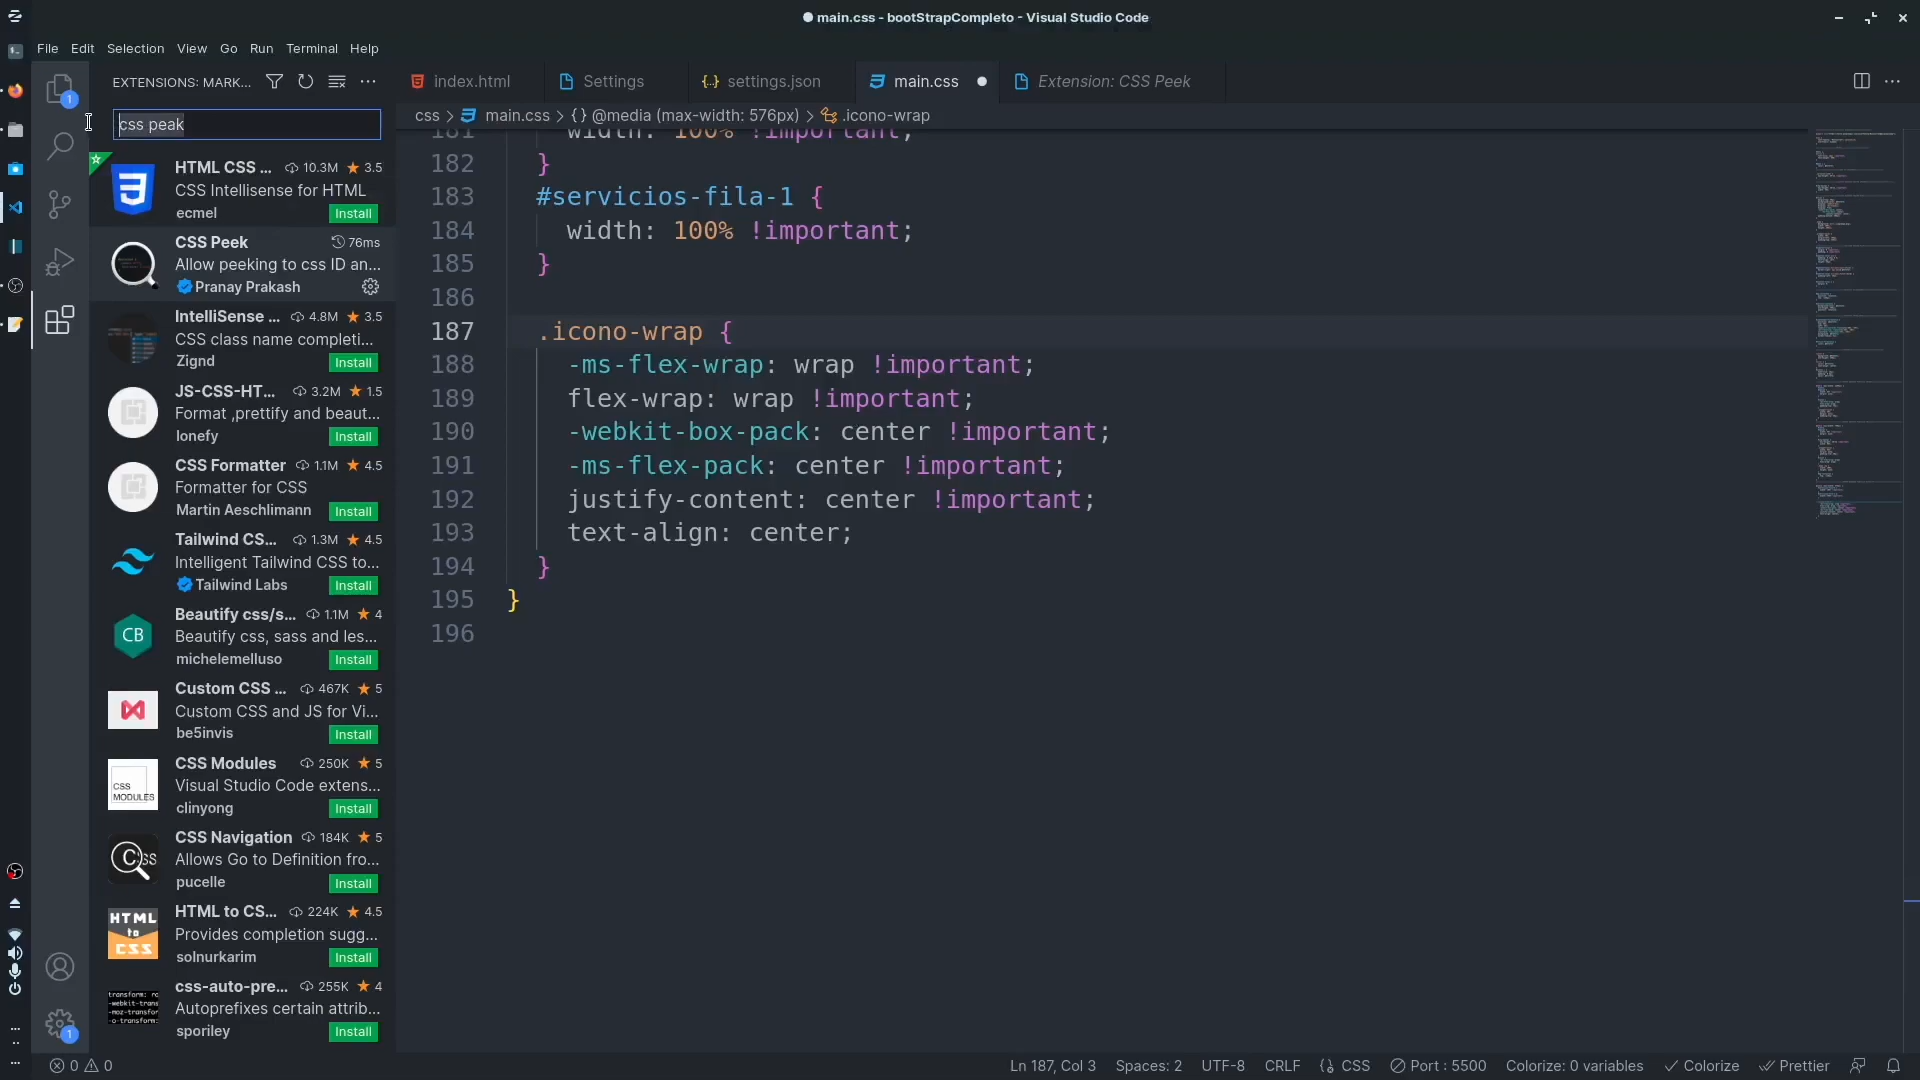 main.css - bootStrapCompleto - Visual Studio Code
File Edit Selection View Go Run Terminal Help
EXTENSIONS: MARK...
index.html
Settings
settings.json
main.css
Extension: CSS Peek
css > main.css > {} @media (max-width: 576px) > .icono-wrap
css peak
HTML CSS ... 10.3M 3.5
CSS Intellisense for HTML
ecmel Install
CSS Peek 76ms
Allow peeking to css ID an...
Pranay Prakash
IntelliSense ... 4.8M 3.5
CSS class name completi...
Zignd Install
JS-CSS-HT... 3.2M 1.5
Format ,prettify and beaut...
lonefy Install
CSS Formatter 1.1M 4.5
Formatter for CSS
Martin Aeschlimann Install
Tailwind CS... 1.3M 4.5
Intelligent Tailwind CSS to...
Tailwind Labs Install
CB
Beautify css/s... 1.1M 4
Beautify css, sass and les...
michelemelluso Install
Custom CSS ... 467K 5
Custom CSS and JS for Vi...
be5invis Install
CSS MODULES
CSS Modules 250K 5
Visual Studio Code extens...
clinyong Install
CSS Navigation 184K 5
Allows Go to Definition fro...
pucelle Install
HTML to CSS
HTML to CS... 224K 4.5
Provides completion sugg...
solnurkarim Install
css-auto-pre... 255K 4
Autoprefixes certain attrib...
sporiley Install
1
1
181 width: 100% !important;
182 }
183 #servicios-fila-1 {
184 width: 100% !important;
185 }
186
187 .icono-wrap {
188 -ms-flex-wrap: wrap !important;
189 flex-wrap: wrap !important;
190 -webkit-box-pack: center !important;
191 -ms-flex-pack: center !important;
192 justify-content: center !important;
193 text-align: center;
194 }
195 }
196
0 0
Ln 187, Col 3 Spaces: 2 UTF-8 CRLF {} CSS Port : 5500 Colorize: 0 variables Colorize Prettier